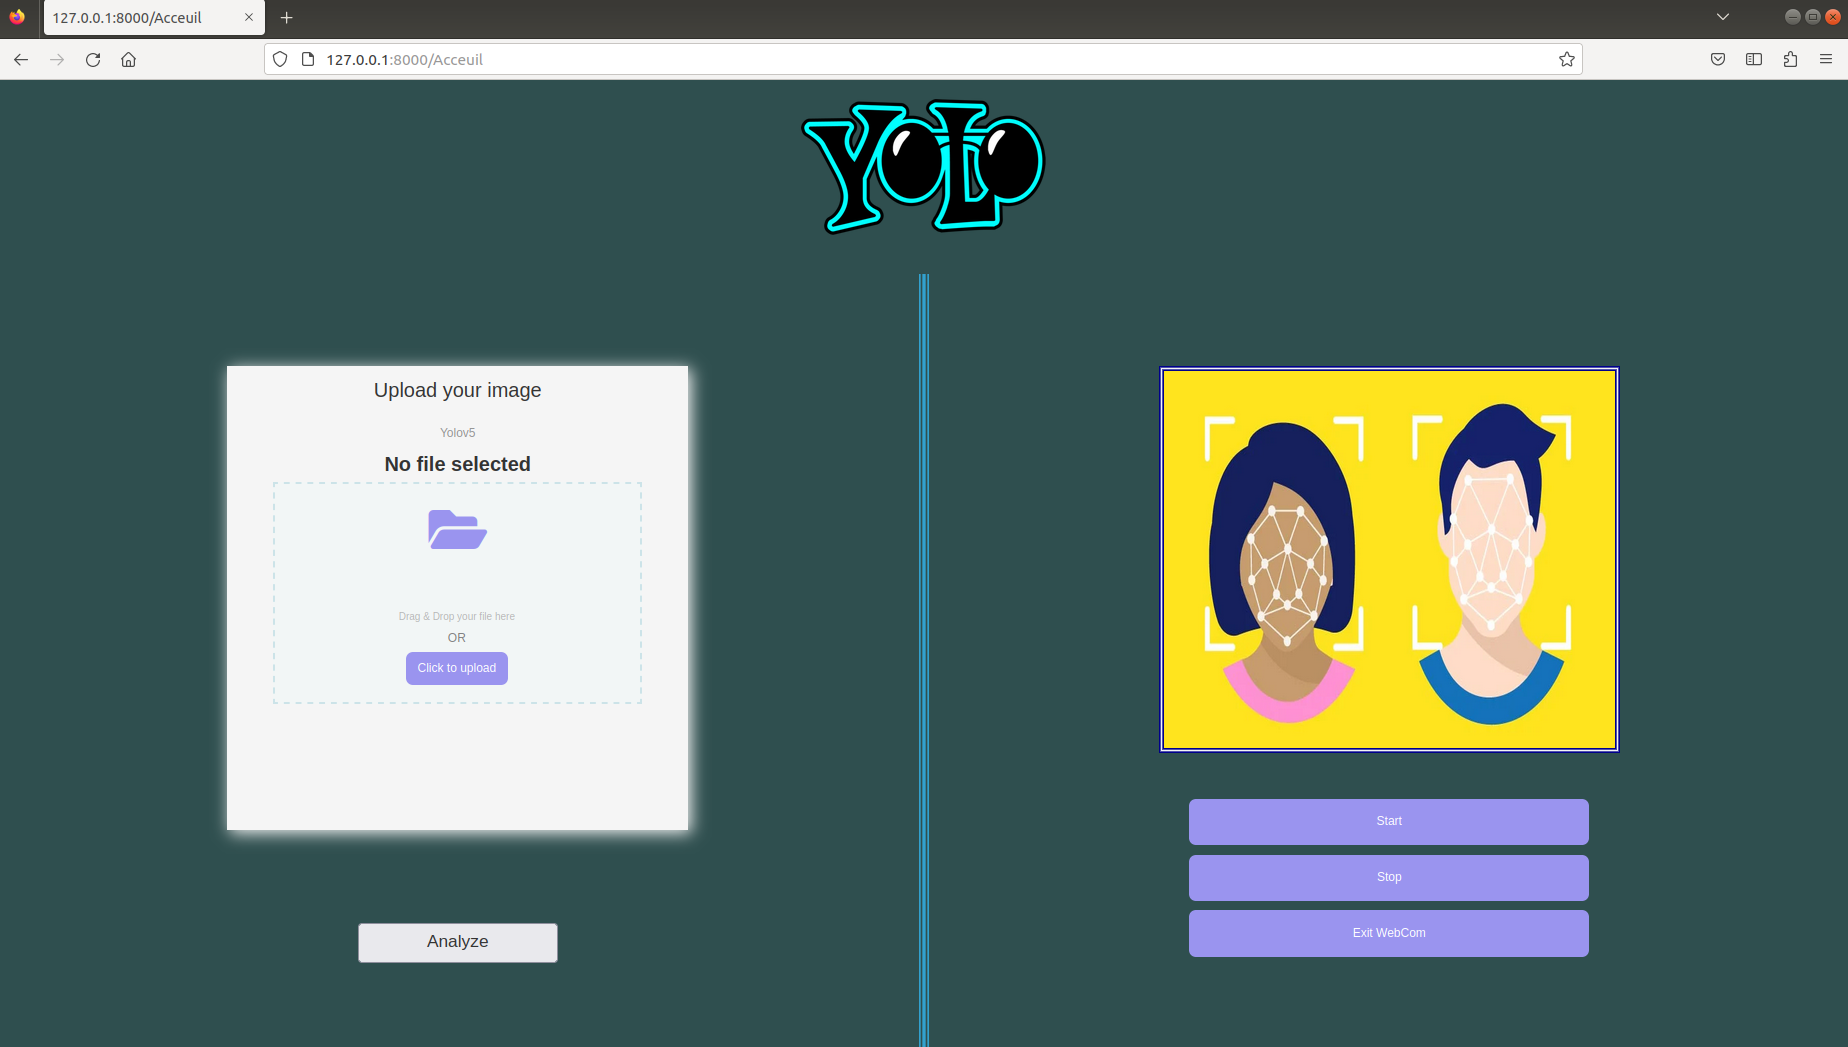 127.0.0.1:8000/Acceuil
127.0.0.1:8000/Acceuil
YOLO
Upload your image
Yolov5
No file selected
Drag & Drop your file here
OR
Click to upload
Analyze
Start
Stop
Exit WebCom